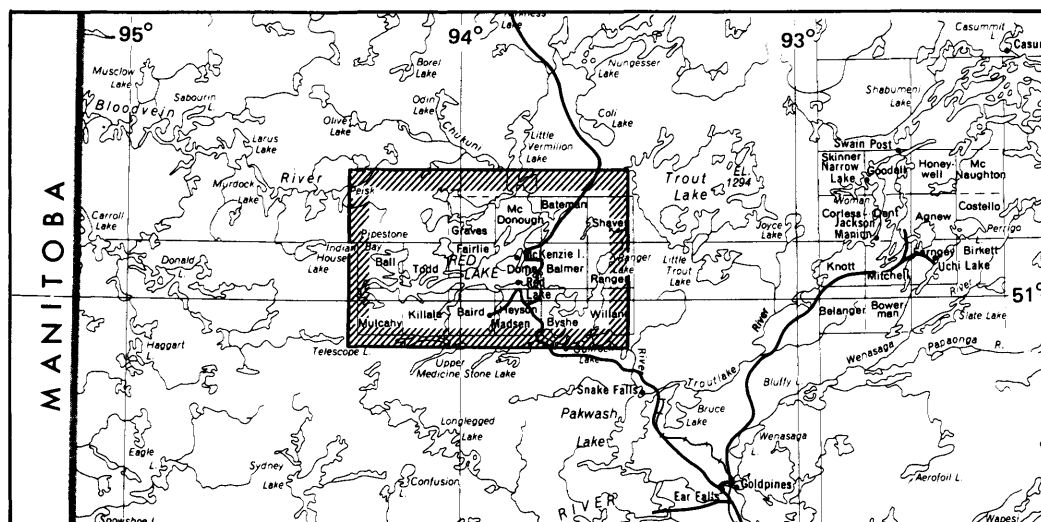 95°
94°
93°
51°
MANITOBA
Musclow
Lake
Bloodvein
Sabourin
L.
Larus
Lake
Murdock
Lake
River
Carroll
Lake
Donald
Haggart
Eagle
L.
Sydney
Lake
Confusion
L.
Longlegged
Lake
Telescope L.
Upper
Medicine Stone Lake
Borel
Lake
Odin
Lake
Olive
Lake
Chukuni
Little
Vermilion
Lake
Nungesser
Lake
Coli
Lake
Trout
Lake
EL.
1294
Joyce
Lake
Little
Trout
Lake
Pipestone
Bay
Indian
House
Lake
Ball
Todd
Graves
Fairlie
RED
LAKE
Mc
Donough
Bateman
Shaver
McKenzie I.
Dome
Balmer
Red
Lake
Ranger
Ranger
Lake
Mulcahy
Killala
Baird
Heyson
Madsen
Byshe
Willans
River
Snake Falls
Pakwash
Lake
Bruce
Lake
Troutlake
River
Bluffy
L.
Wenasaga
L.
Goldpines
Ear Falls
RIVER
Aerofoil L.
Wenasaga
Papaonga
R.
Slate Lake
River
Casummit
L.
Shabumeni
Lake
Swain Post
Skinner
Narrow
Lake
Goodall
Honey-
well
Mc
Naughton
Woman
Corless
Dent
Jackson
Manion
Agnew
Costello
Perrigo
L.
Birkett
Earngey
Uchi Lake
Knott
Mitchell
Belanger
Bower
man